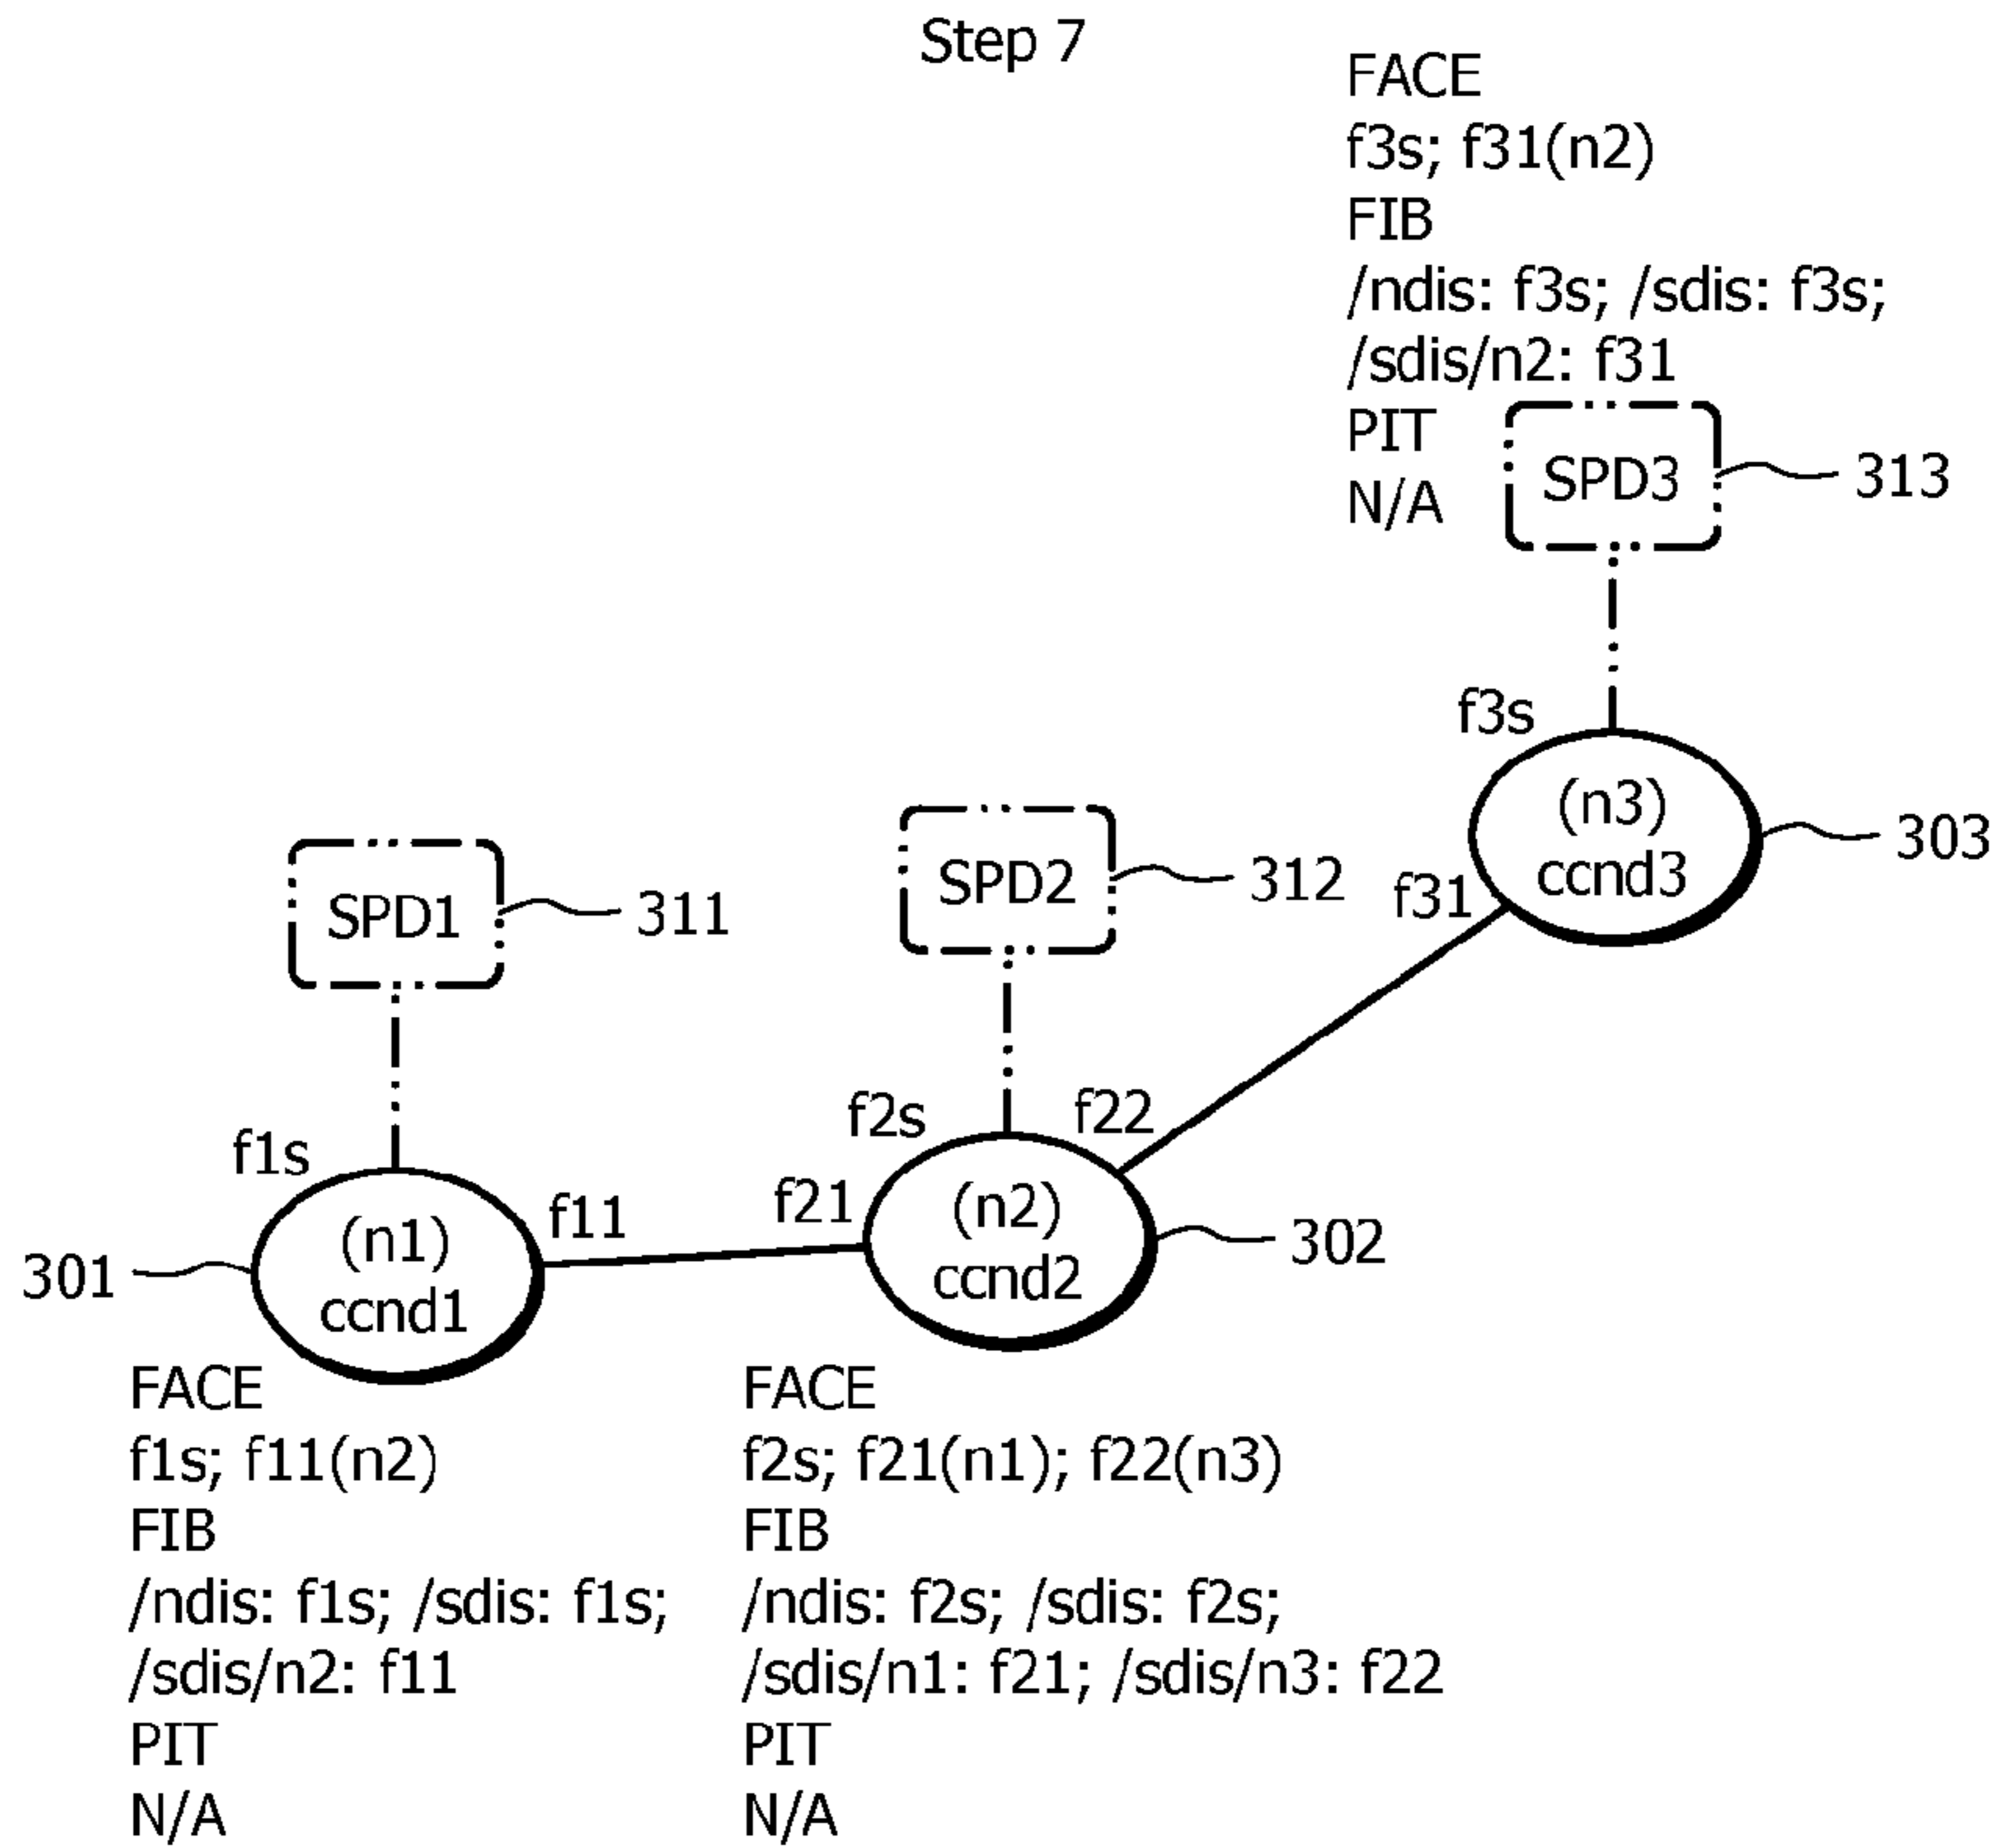 Step 7
FACE
f3s; f31(n2)
FIB
/ndis: f3s; /sdis: f3s;
/sdis/n2: f31
PIT
N/A
SPD3
313
f3s
(n3)
ccnd3
303
f31
SPD2
312
SPD1
311
f2s
f22
f21
(n2)
ccnd2
302
f1s
f11
(n1)
ccnd1
301
FACE
f1s; f11(n2)
FIB
/ndis: f1s; /sdis: f1s;
/sdis/n2: f11
PIT
N/A
FACE
f2s; f21(n1); f22(n3)
FIB
/ndis: f2s; /sdis: f2s;
/sdis/n1: f21; /sdis/n3: f22
PIT
N/A